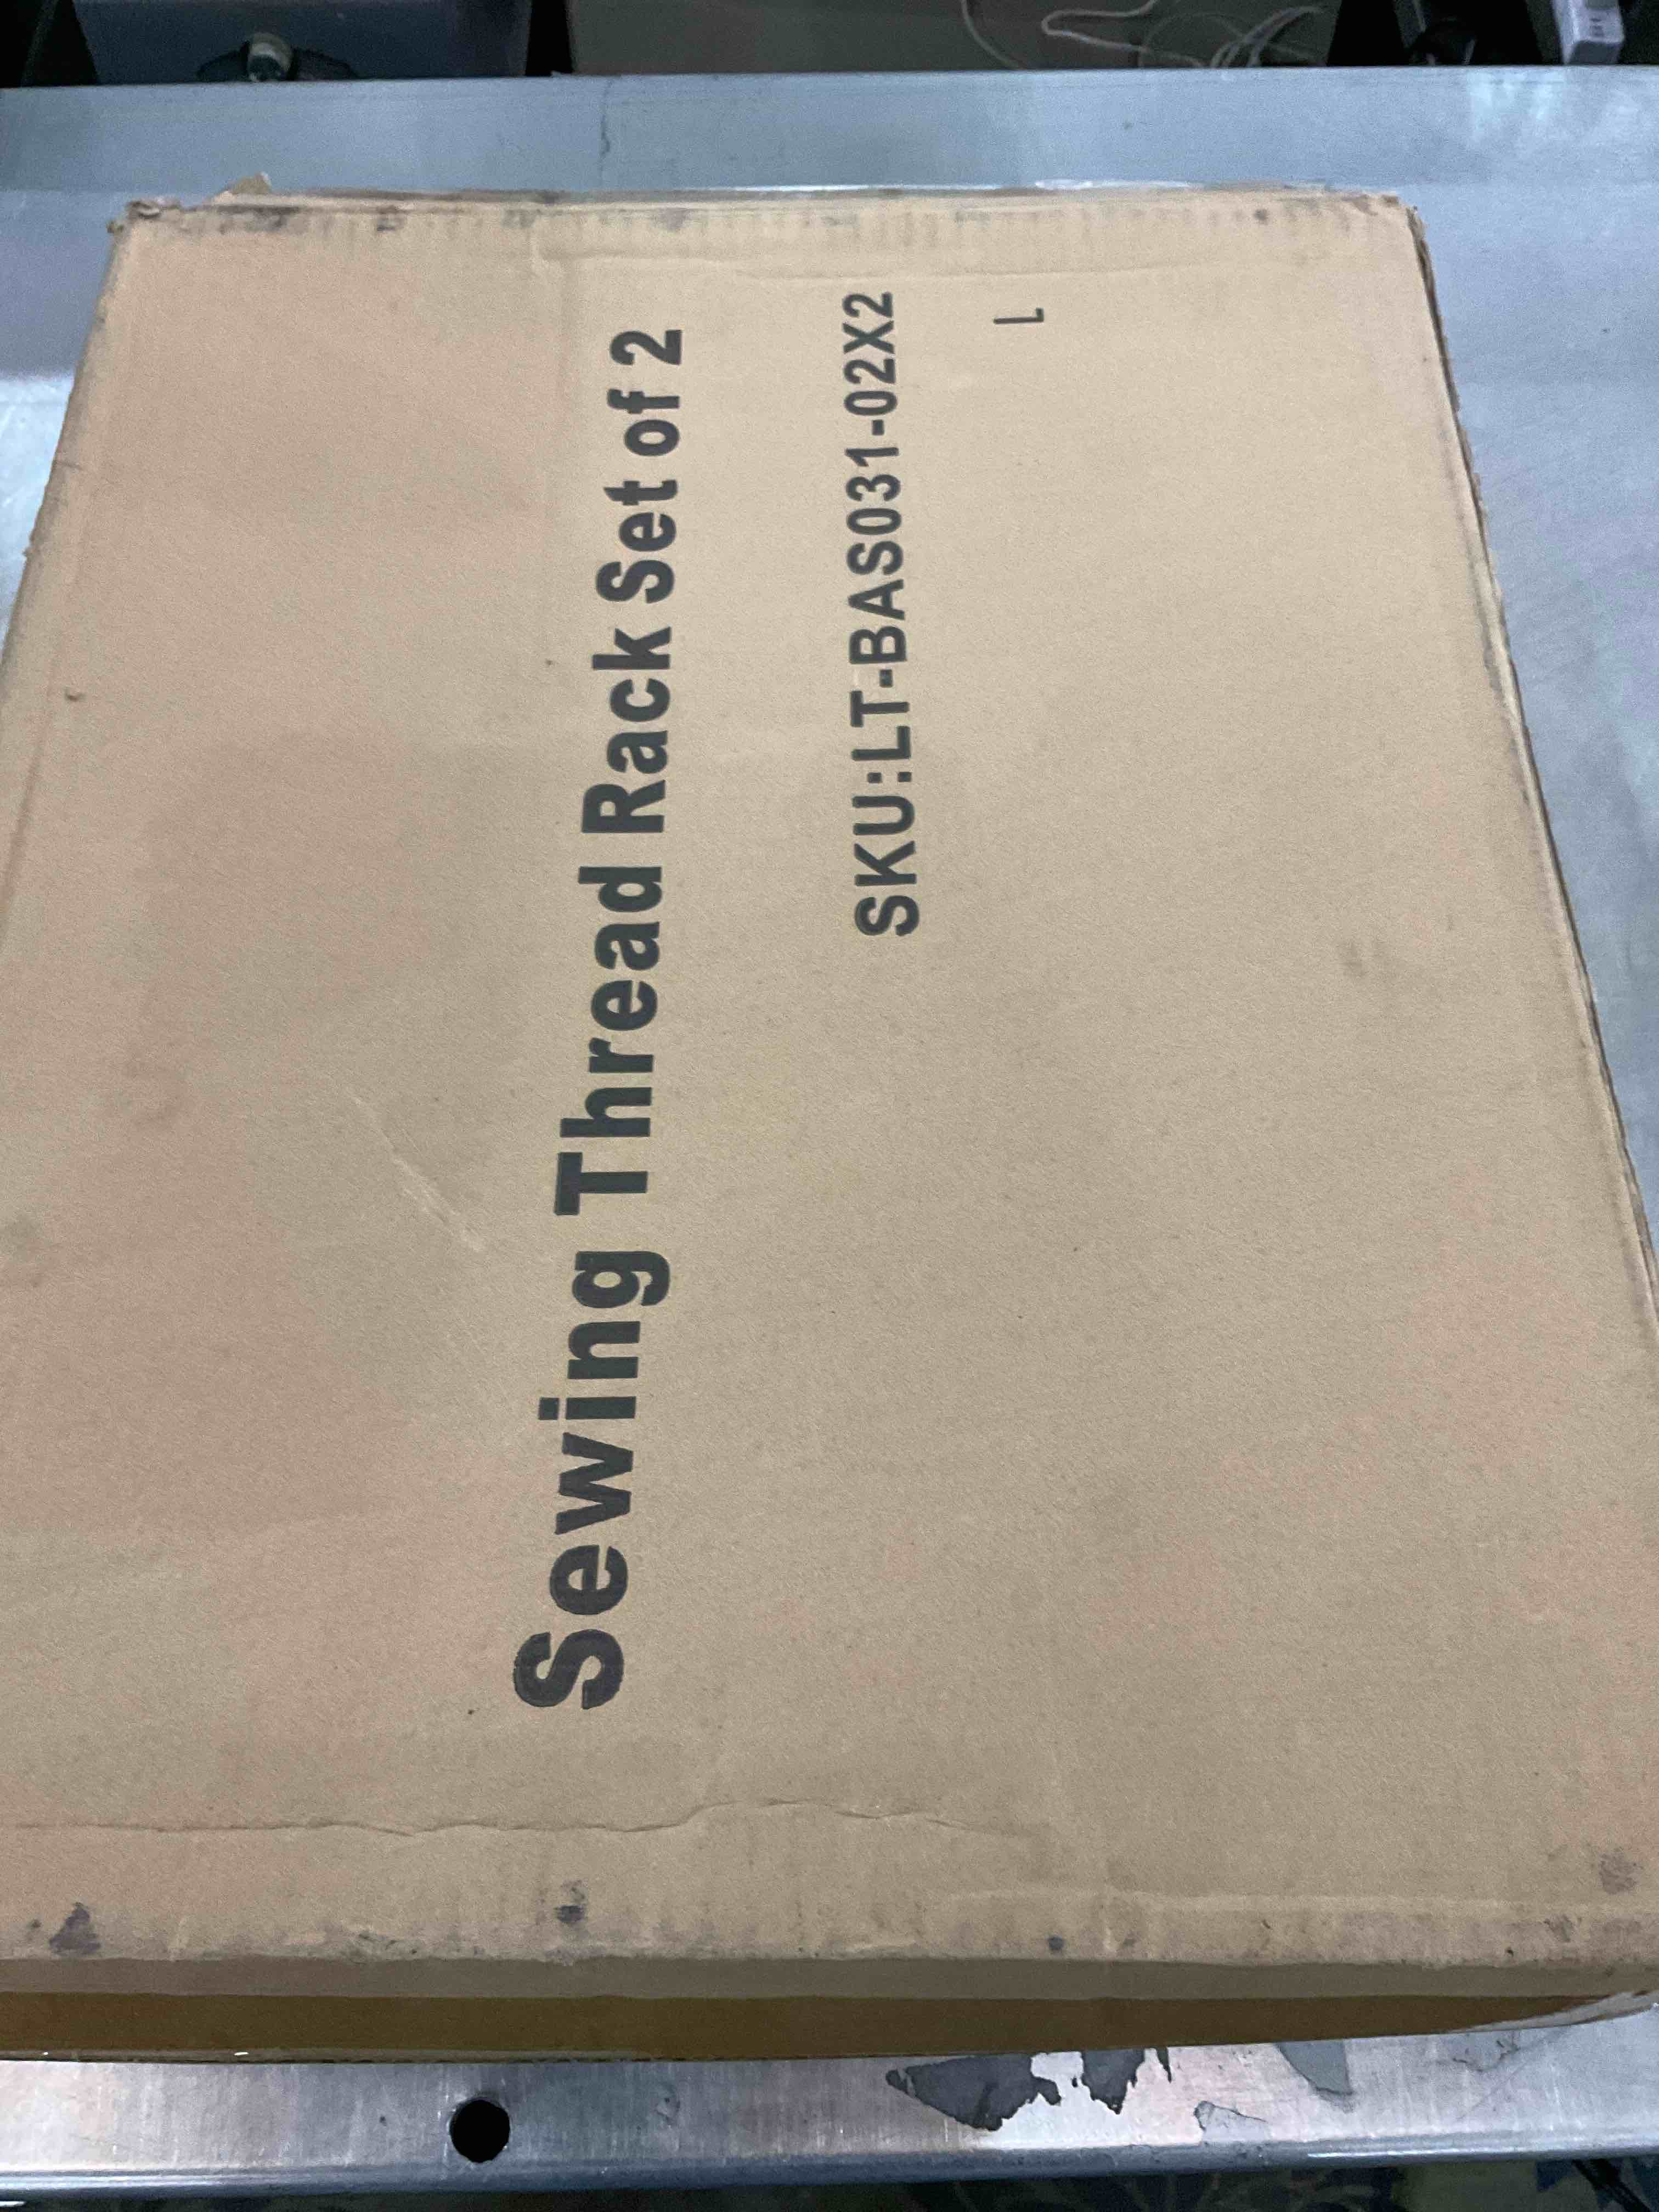 Sewing Thread Rack Set of 2
SKU:LT-BAS031-02X2
L